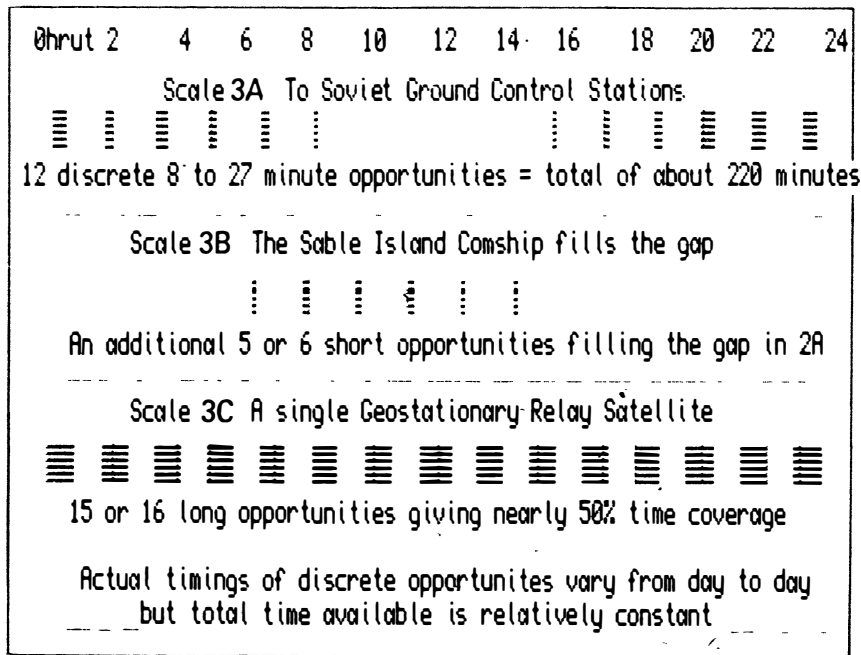 0hrut 2 4 6 8 10 12 14 16 18 20 22 24
Scale 3A To Soviet Ground Control Stations
12 discrete 8 to 27 minute opportunities = total of about 220 minutes
Scale 3B The Sable Island Comship fills the gap
An additional 5 or 6 short opportunities filling the gap in 2A
Scale 3C A single Geostationary Relay Satellite
15 or 16 long opportunities giving nearly 50% time coverage
Actual timings of discrete opportunites vary from day to day
but total time available is relatively constant